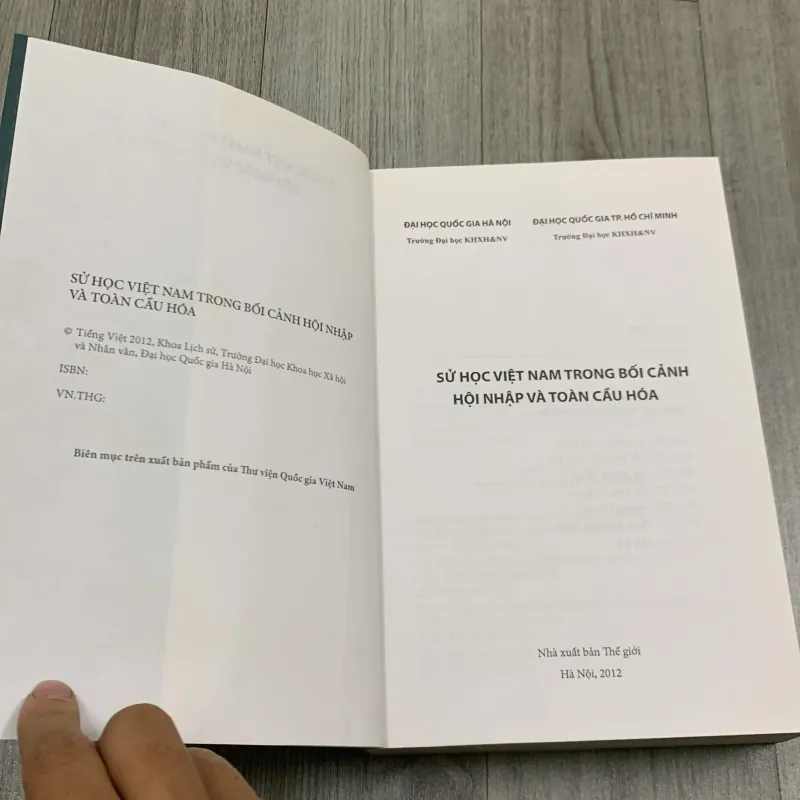 SỬ HỌC VIỆT NAM TRONG BỐI CẢNH HỘI NHẬP
VÀ TOÀN CẦU HÓA
© Tiếng Việt 2012, Khoa Lịch sử, Trường Đại học Khoa học Xã hội
và Nhân văn, Đại học Quốc gia Hà Nội
ISBN:
VN.THG:
Biên mục trên xuất bản phẩm của Thư viện Quốc gia Việt Nam
ĐẠI HỌC QUỐC GIA HÀ NỘI
Trường Đại học KHXH&NV
ĐẠI HỌC QUỐC GIA TP. HỒ CHÍ MINH
Trường Đại học KHXH&NV
SỬ HỌC VIỆT NAM TRONG BỐI CẢNH
HỘI NHẬP VÀ TOÀN CẦU HÓA
Nhà xuất bản Thế giới
Hà Nội, 2012